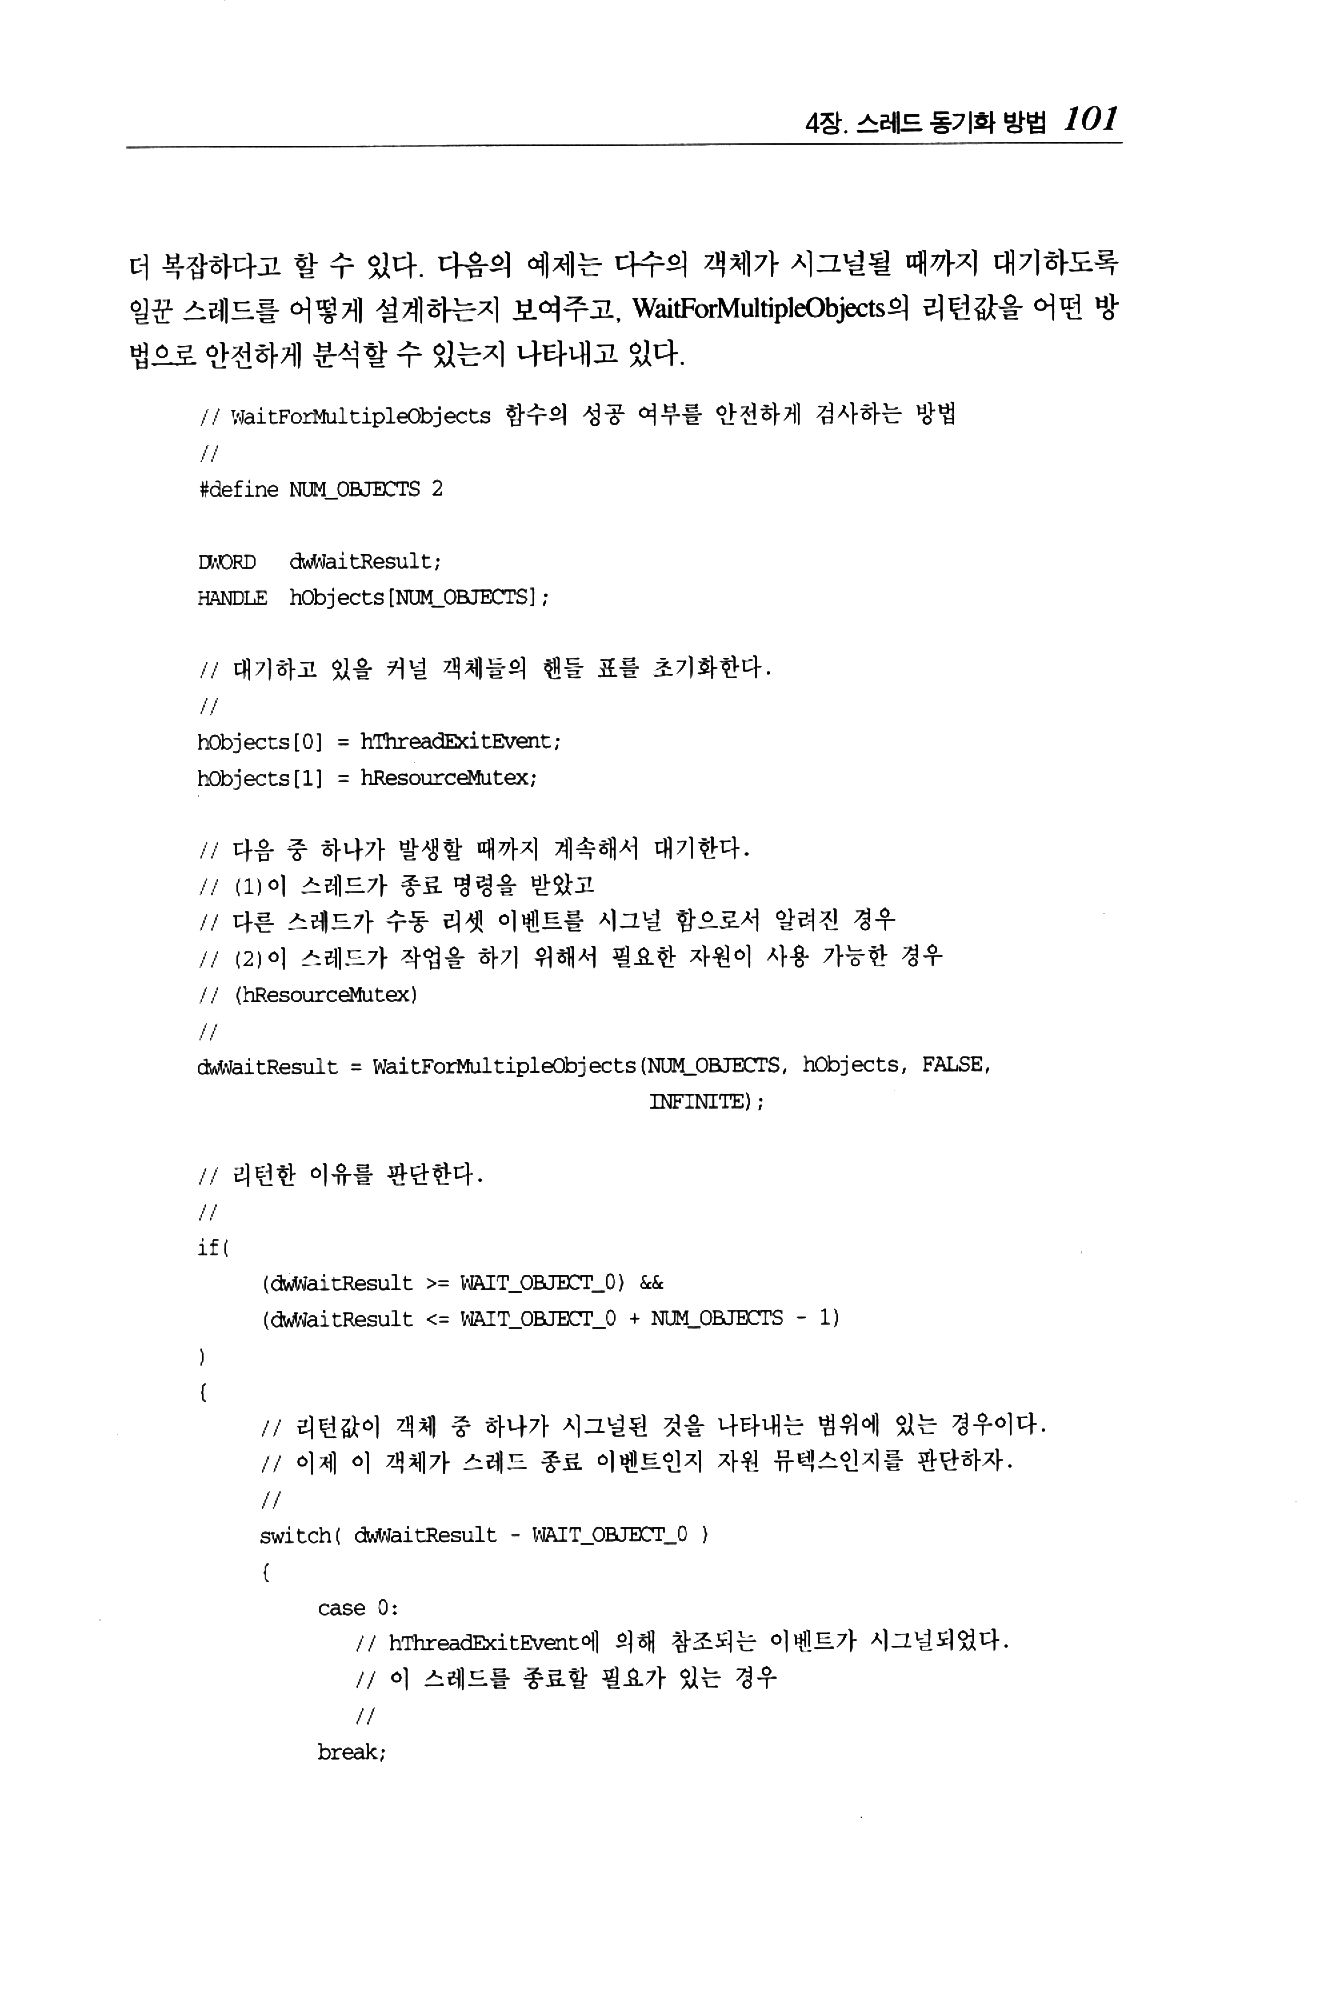 4장. 스레드 동기화 방법 101
더 복잡하다고 할 수 있다. 다음의 예제는 다수의 객체가 시그널될 때까지 대기하도록
일꾼 스레드를 어떻게 설계하는지 보여주고, WaitForMultipleObjects의 리턴값을 어떤 방
법으로 안전하게 분석할 수 있는지 나타내고 있다.
// WaitForMultipleObjects 함수의 성공 여부를 안전하게 검사하는 방법
//
#define NUM_OBJECTS 2
DWORD dwWaitResult;
HANDLE hObjects[NUM_OBJECTS];
// 대기하고 있을 커널 객체들의 핸들 표를 초기화한다.
//
hObjects[0] = hThreadExitEvent;
hObjects[1] = hResourceMutex;
// 다음 중 하나가 발생할 때까지 계속해서 대기한다.
// (1)이 스레드가 종료 명령을 받았고
// 다른 스레드가 수동 리셋 이벤트를 시그널 함으로서 알려진 경우
// (2)이 스레드가 작업을 하기 위해서 필요한 자원이 사용 가능한 경우
// (hResourceMutex)
//
dwWaitResult = WaitForMultipleObjects(NUM_OBJECTS, hObjects, FALSE,
INFINITE);
// 리턴한 이유를 판단한다.
//
if(
(dwWaitResult >= WAIT_OBJECT_0) &&
(dwWaitResult <= WAIT_OBJECT_0 + NUM_OBJECTS - 1)
)
{
// 리턴값이 객체 중 하나가 시그널된 것을 나타내는 범위에 있는 경우이다.
// 이제 이 객체가 스레드 종료 이벤트인지 자원 뮤텍스인지를 판단하자.
//
switch( dwWaitResult - WAIT_OBJECT_0 )
{
case 0:
// hThreadExitEvent에 의해 참조되는 이벤트가 시그널되었다.
// 이 스레드를 종료할 필요가 있는 경우
//
break;